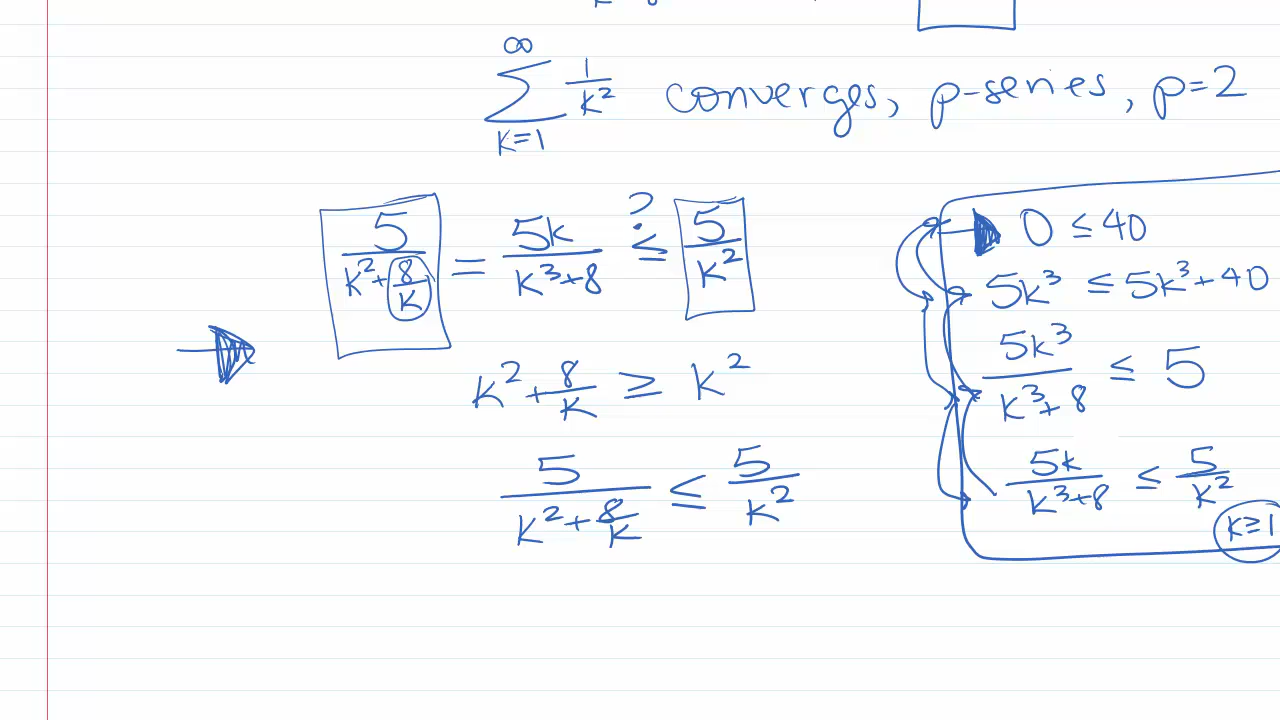 ∞
∑ 1/k² converges, p-series, p=2
k=1
5/(k²+8/k) = 5k/(k³+8) ≤? 5/k²
k²+8/k ≥ k²
5/(k²+8/k) ≤ 5/k²
0 ≤ 40
5k³ ≤ 5k³+40
5k³/(k³+8) ≤ 5
5k/(k³+8) ≤ 5/k²
k≥1